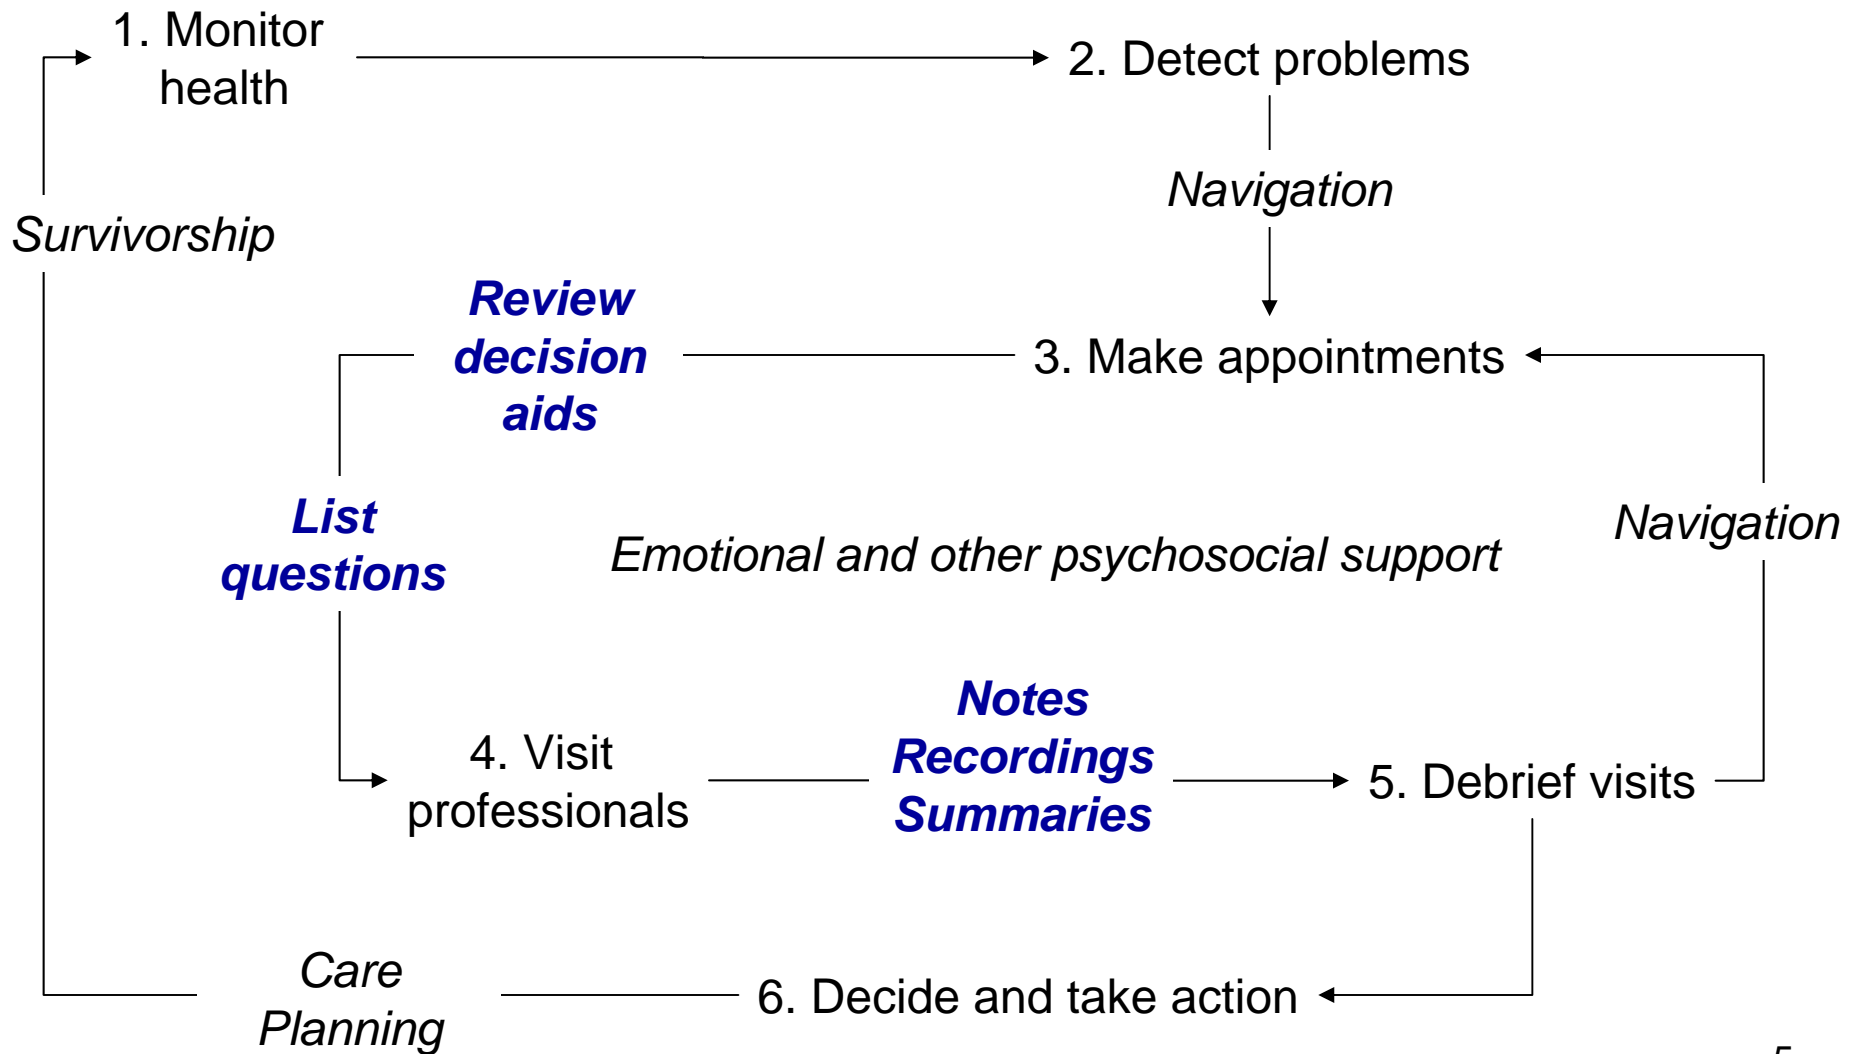 1. Monitor
health
2. Detect problems
Navigation
Survivorship
Review
decision
aids
3. Make appointments
List
questions
Emotional and other psychosocial support
Navigation
4. Visit
professionals
Notes
Recordings
Summaries
5. Debrief visits
Care
Planning
6. Decide and take action
5